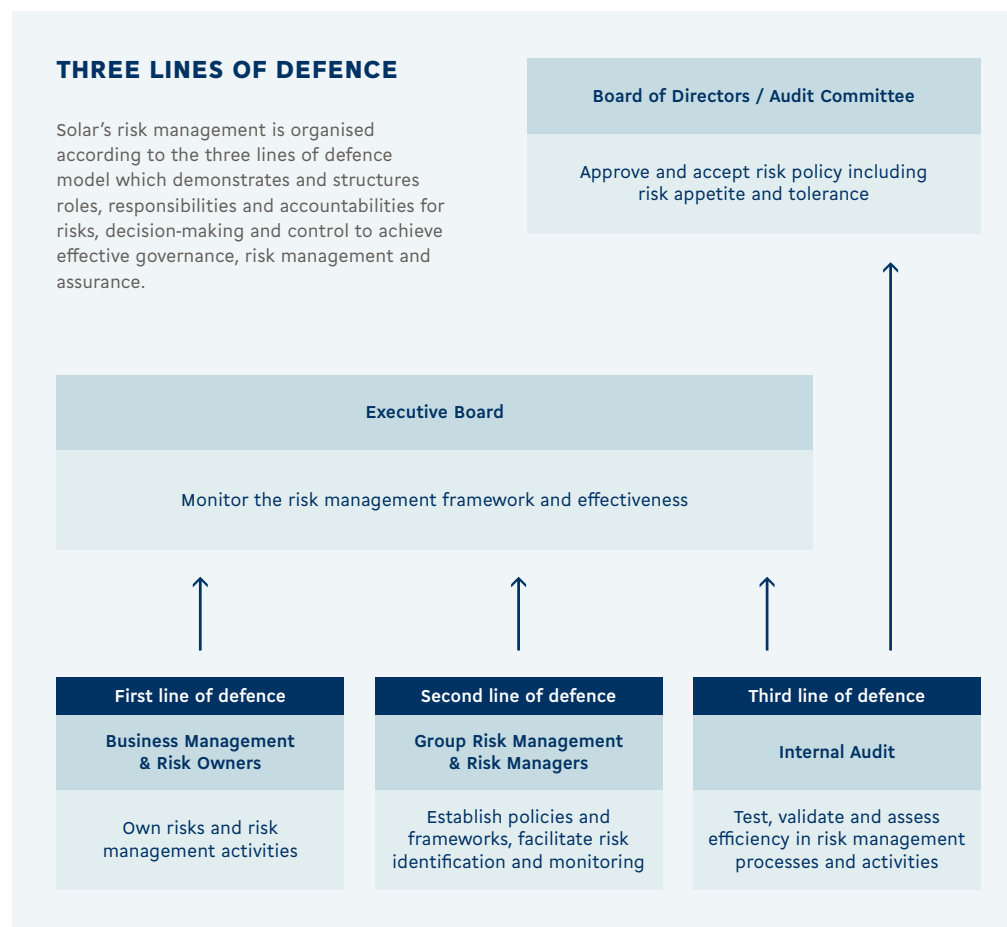 THREE LINES OF DEFENCE
Solar’s risk management is organised
according to the three lines of defence
model which demonstrates and structures
roles, responsibilities and accountabilities for
risks, decision-making and control to achieve
effective governance, risk management and
assurance.
Board of Directors / Audit Committee
Approve and accept risk policy including
risk appetite and tolerance
Executive Board
Monitor the risk management framework and effectiveness
First line of defence
Business Management
& Risk Owners
Own risks and risk
management activities
Second line of defence
Group Risk Management
& Risk Managers
Establish policies and
frameworks, facilitate risk
identification and monitoring
Third line of defence
Internal Audit
Test, validate and assess
efficiency in risk management
processes and activities